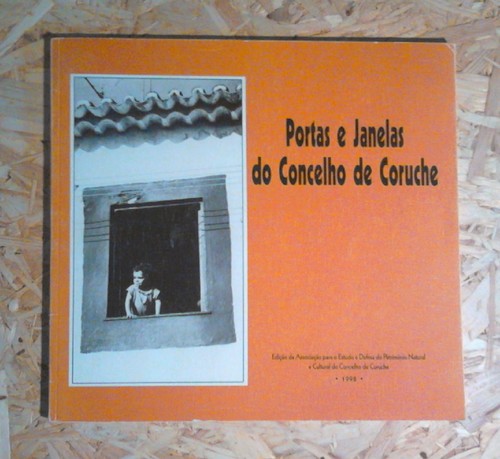 Portas e Janelas
do Concelho de Coruche
Edição da Associação para o Estudo e Defesa do Património Natural
e Cultural do Concelho de Coruche
• 1998 •